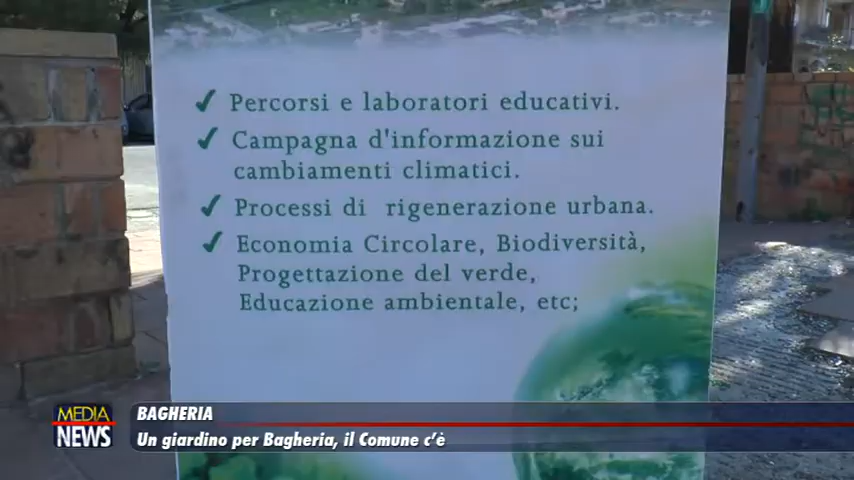 ✓ Percorsi e laboratori educativi.
✓ Campagna d'informazione sui
cambiamenti climatici.
✓ Processi di rigenerazione urbana.
✓ Economia Circolare, Biodiversità,
Progettazione del verde,
Educazione ambientale, etc;
MEDIA
NEWS
BAGHERIA
Un giardino per Bagheria, il Comune c'è